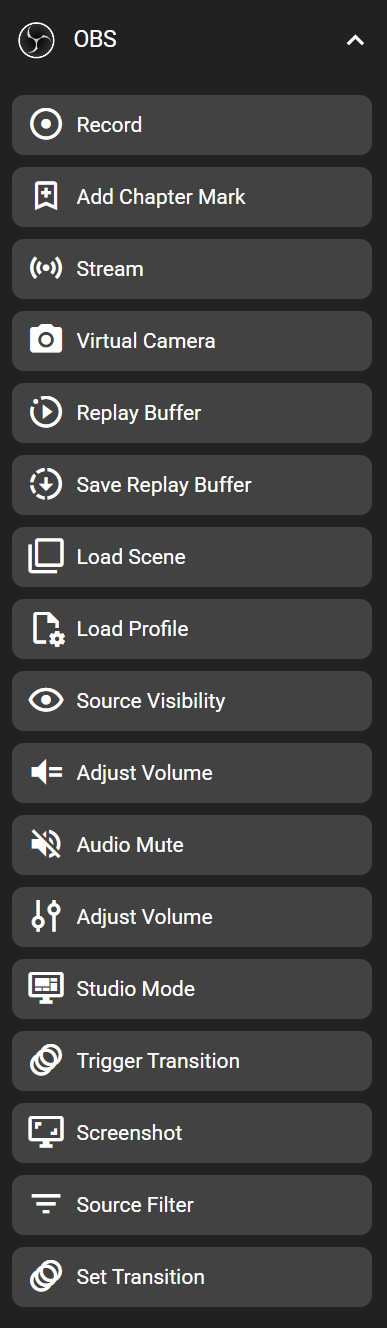 OBS
Record
Add Chapter Mark
Stream
Virtual Camera
Replay Buffer
Save Replay Buffer
Load Scene
Load Profile
Source Visibility
Adjust Volume
Audio Mute
Adjust Volume
Studio Mode
Trigger Transition
Screenshot
Source Filter
Set Transition